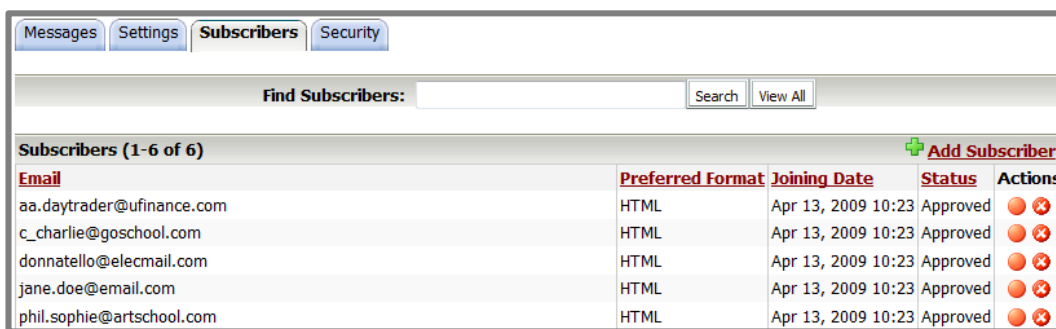 Messages Settings Subscribers Security
Find Subscribers: Search View All
Subscribers (1-6 of 6) Add Subscriber
Email Preferred Format Joining Date Status Actions
aa.daytrader@ufinance.com HTML Apr 13, 2009 10:23 Approved
c_charlie@goschool.com HTML Apr 13, 2009 10:23 Approved
donnatello@elecmail.com HTML Apr 13, 2009 10:23 Approved
jane.doe@email.com HTML Apr 13, 2009 10:23 Approved
phil.sophie@artschool.com HTML Apr 13, 2009 10:23 Approved